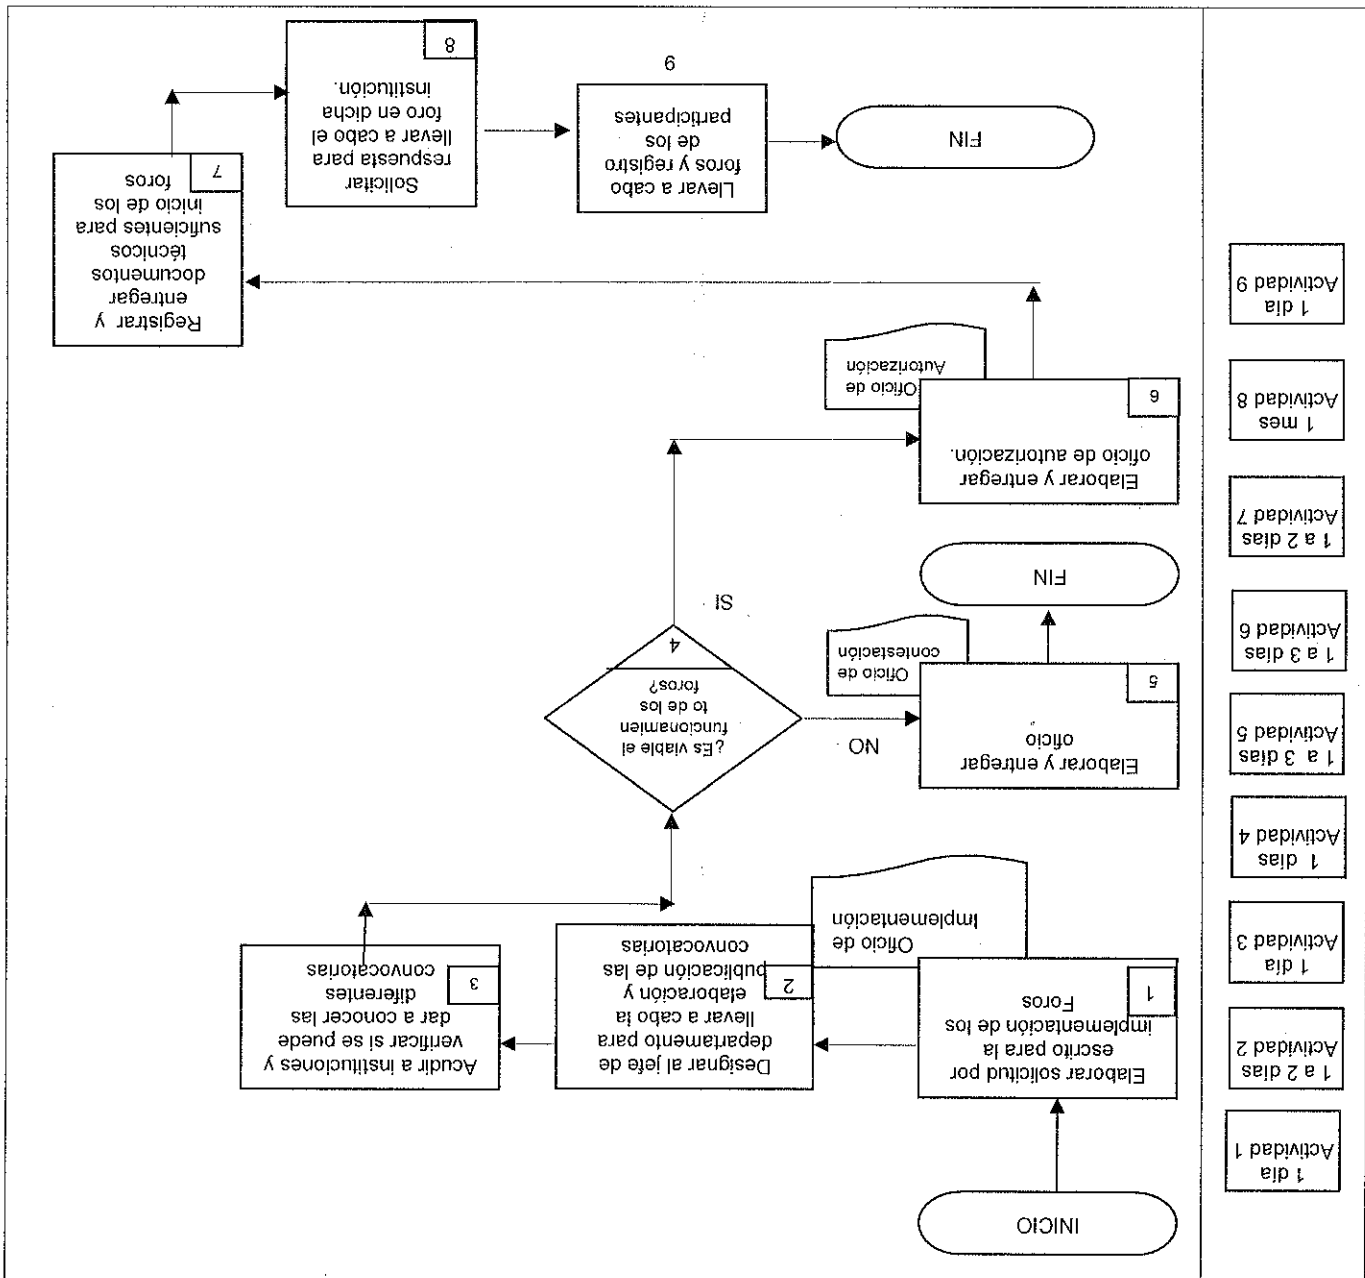 INICIO
1 día
Actividad 1
Elaborar solicitud por
escrito para la
implementación de los
Foros
1
Oficio de
Implementación
1 a 2 días
Actividad 2
Designar al jefe de
departamento para
llevar a cabo la
elaboración y
publicación de las
convocatorias
2
Acudir a instituciones y
verificar si se puede
dar a conocer las
diferentes
convocatorias
3
1 día
Actividad 3
1 días
Actividad 4
¿Es viable el
funcionamien
to de los
foros?
4
NO
SI
1 a 3 días
Actividad 5
Elaborar y entregar
oficio
5
Oficio de
contestación
FIN
1 a 3 días
Actividad 6
Elaborar y entregar
oficio de autorización.
6
Oficio de
Autorización
1 a 2 días
Actividad 7
Registrar y
entregar
documentos
técnicos
suficientes para
inicio de los
foros
7
1 mes
Actividad 8
Solicitar
respuesta para
llevar a cabo el
foro en dicha
institución.
8
1 día
Actividad 9
Llevar a cabo
foros y registro
de los
participantes
9
FIN